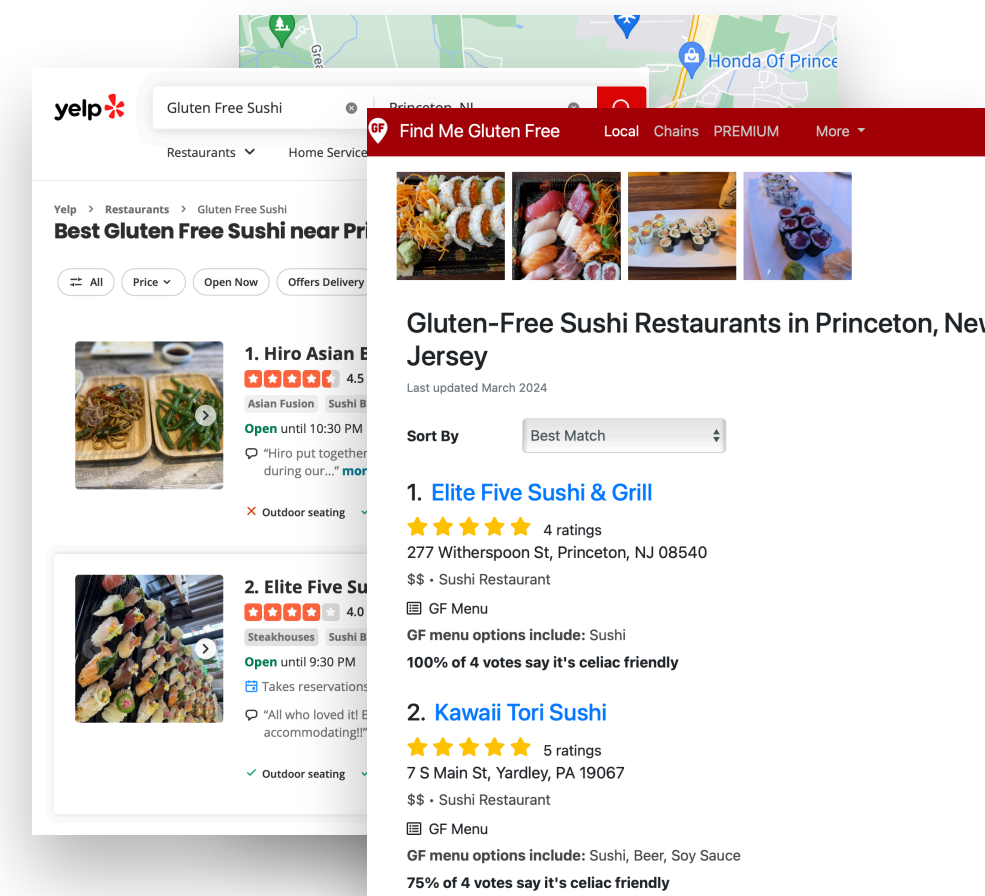 Grea
Honda Of Prince
yelp
Gluten Free Sushi
Princeton, NJ
Restaurants
Home Service
Yelp > Restaurants > Gluten Free Sushi
Best Gluten Free Sushi near Pri
All
Price
Open Now
Offers Delivery
1. Hiro Asian B
4.5
Asian Fusion
Sushi B
Open until 10:30 PM
“Hiro put together
during our...” mor
Outdoor seating
2. Elite Five Su
4.0
Steakhouses
Sushi B
Open until 9:30 PM
Takes reservations
“All who loved it! E
accommodating!!”
Outdoor seating
GF
Find Me Gluten Free
Local
Chains
PREMIUM
More
Gluten-Free Sushi Restaurants in Princeton, New
Jersey
Last updated March 2024
Sort By
Best Match
1. Elite Five Sushi & Grill
4 ratings
277 Witherspoon St, Princeton, NJ 08540
$$ • Sushi Restaurant
GF Menu
GF menu options include: Sushi
100% of 4 votes say it's celiac friendly
2. Kawaii Tori Sushi
5 ratings
7 S Main St, Yardley, PA 19067
$$ • Sushi Restaurant
GF Menu
GF menu options include: Sushi, Beer, Soy Sauce
75% of 4 votes say it's celiac friendly